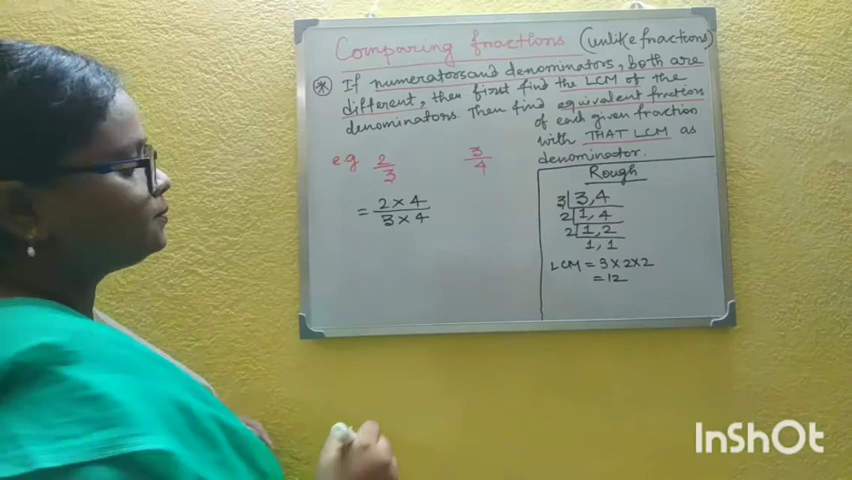 Comparing fractions (unlike fractions)
* If numerators and denominators, both are
different, then first find the LCM of the
denominators. Then find equivalent fractions
of each given fraction
with THAT LCM as
denominator.
e.g 2/3 3/4
= 2 × 4 / 3 × 4
Rough
3 | 3, 4
2 | 1, 4
2 | 1, 2
1, 1
LCM = 3 × 2 × 2
= 12
InShOt